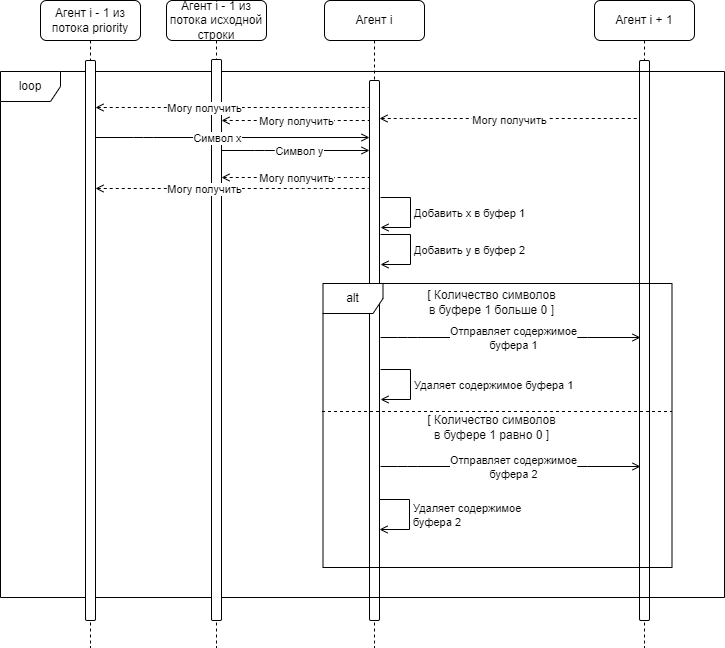 Агент i - 1 из
потока priority
Агент i - 1 из
потока исходной
строки
Агент i
Агент i + 1
loop
Могу получить
Могу получить
Могу получить
Символ x
Символ y
Могу получить
Могу получить
Добавить x в буфер 1
Добавить y в буфер 2
alt
[ Количество символов
в буфере 1 больше 0 ]
Отправляет содержимое
буфера 1
Удаляет содержимое буфера 1
[ Количество символов
в буфере 1 равно 0 ]
Отправляет содержимое
буфера 2
Удаляет содержимое
буфера 2